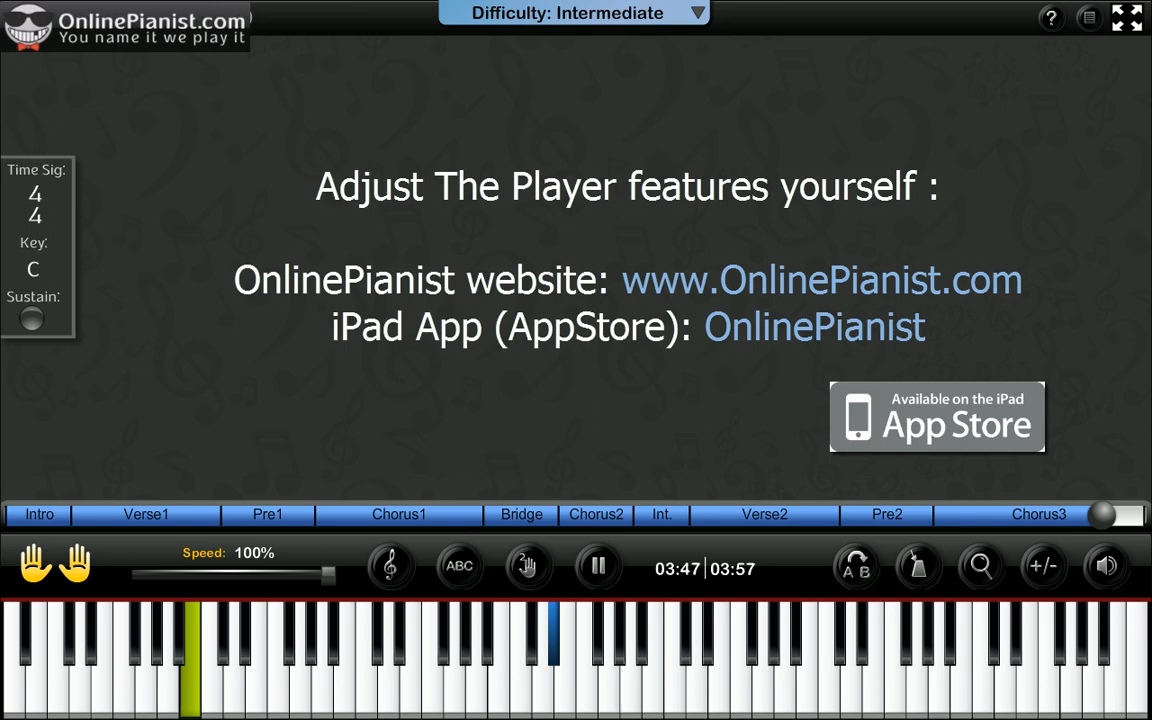 OnlinePianist.com
You name it we play it
Difficulty: Intermediate
?
Time Sig:
4
4
Key:
C
Sustain:
Adjust The Player features yourself :
OnlinePianist website: www.OnlinePianist.com
iPad App (AppStore): OnlinePianist
Available on the iPad
App Store
Intro Verse1 Pre1 Chorus1 Bridge Chorus2 Int. Verse2 Pre2 Chorus3
Speed: 100%
ABC
2
03:47|03:57
A B
+/-